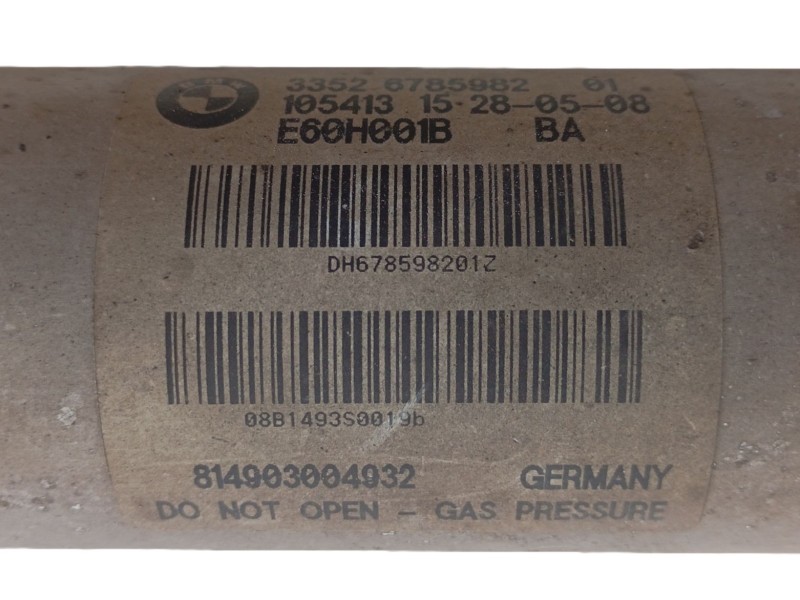 BMW
3352 6785982 01
105413 15·28-05-08
E60H001B BA
DH678598201Z
08B1493S0019b
814903004932 GERMANY
DO NOT OPEN - GAS PRESSURE